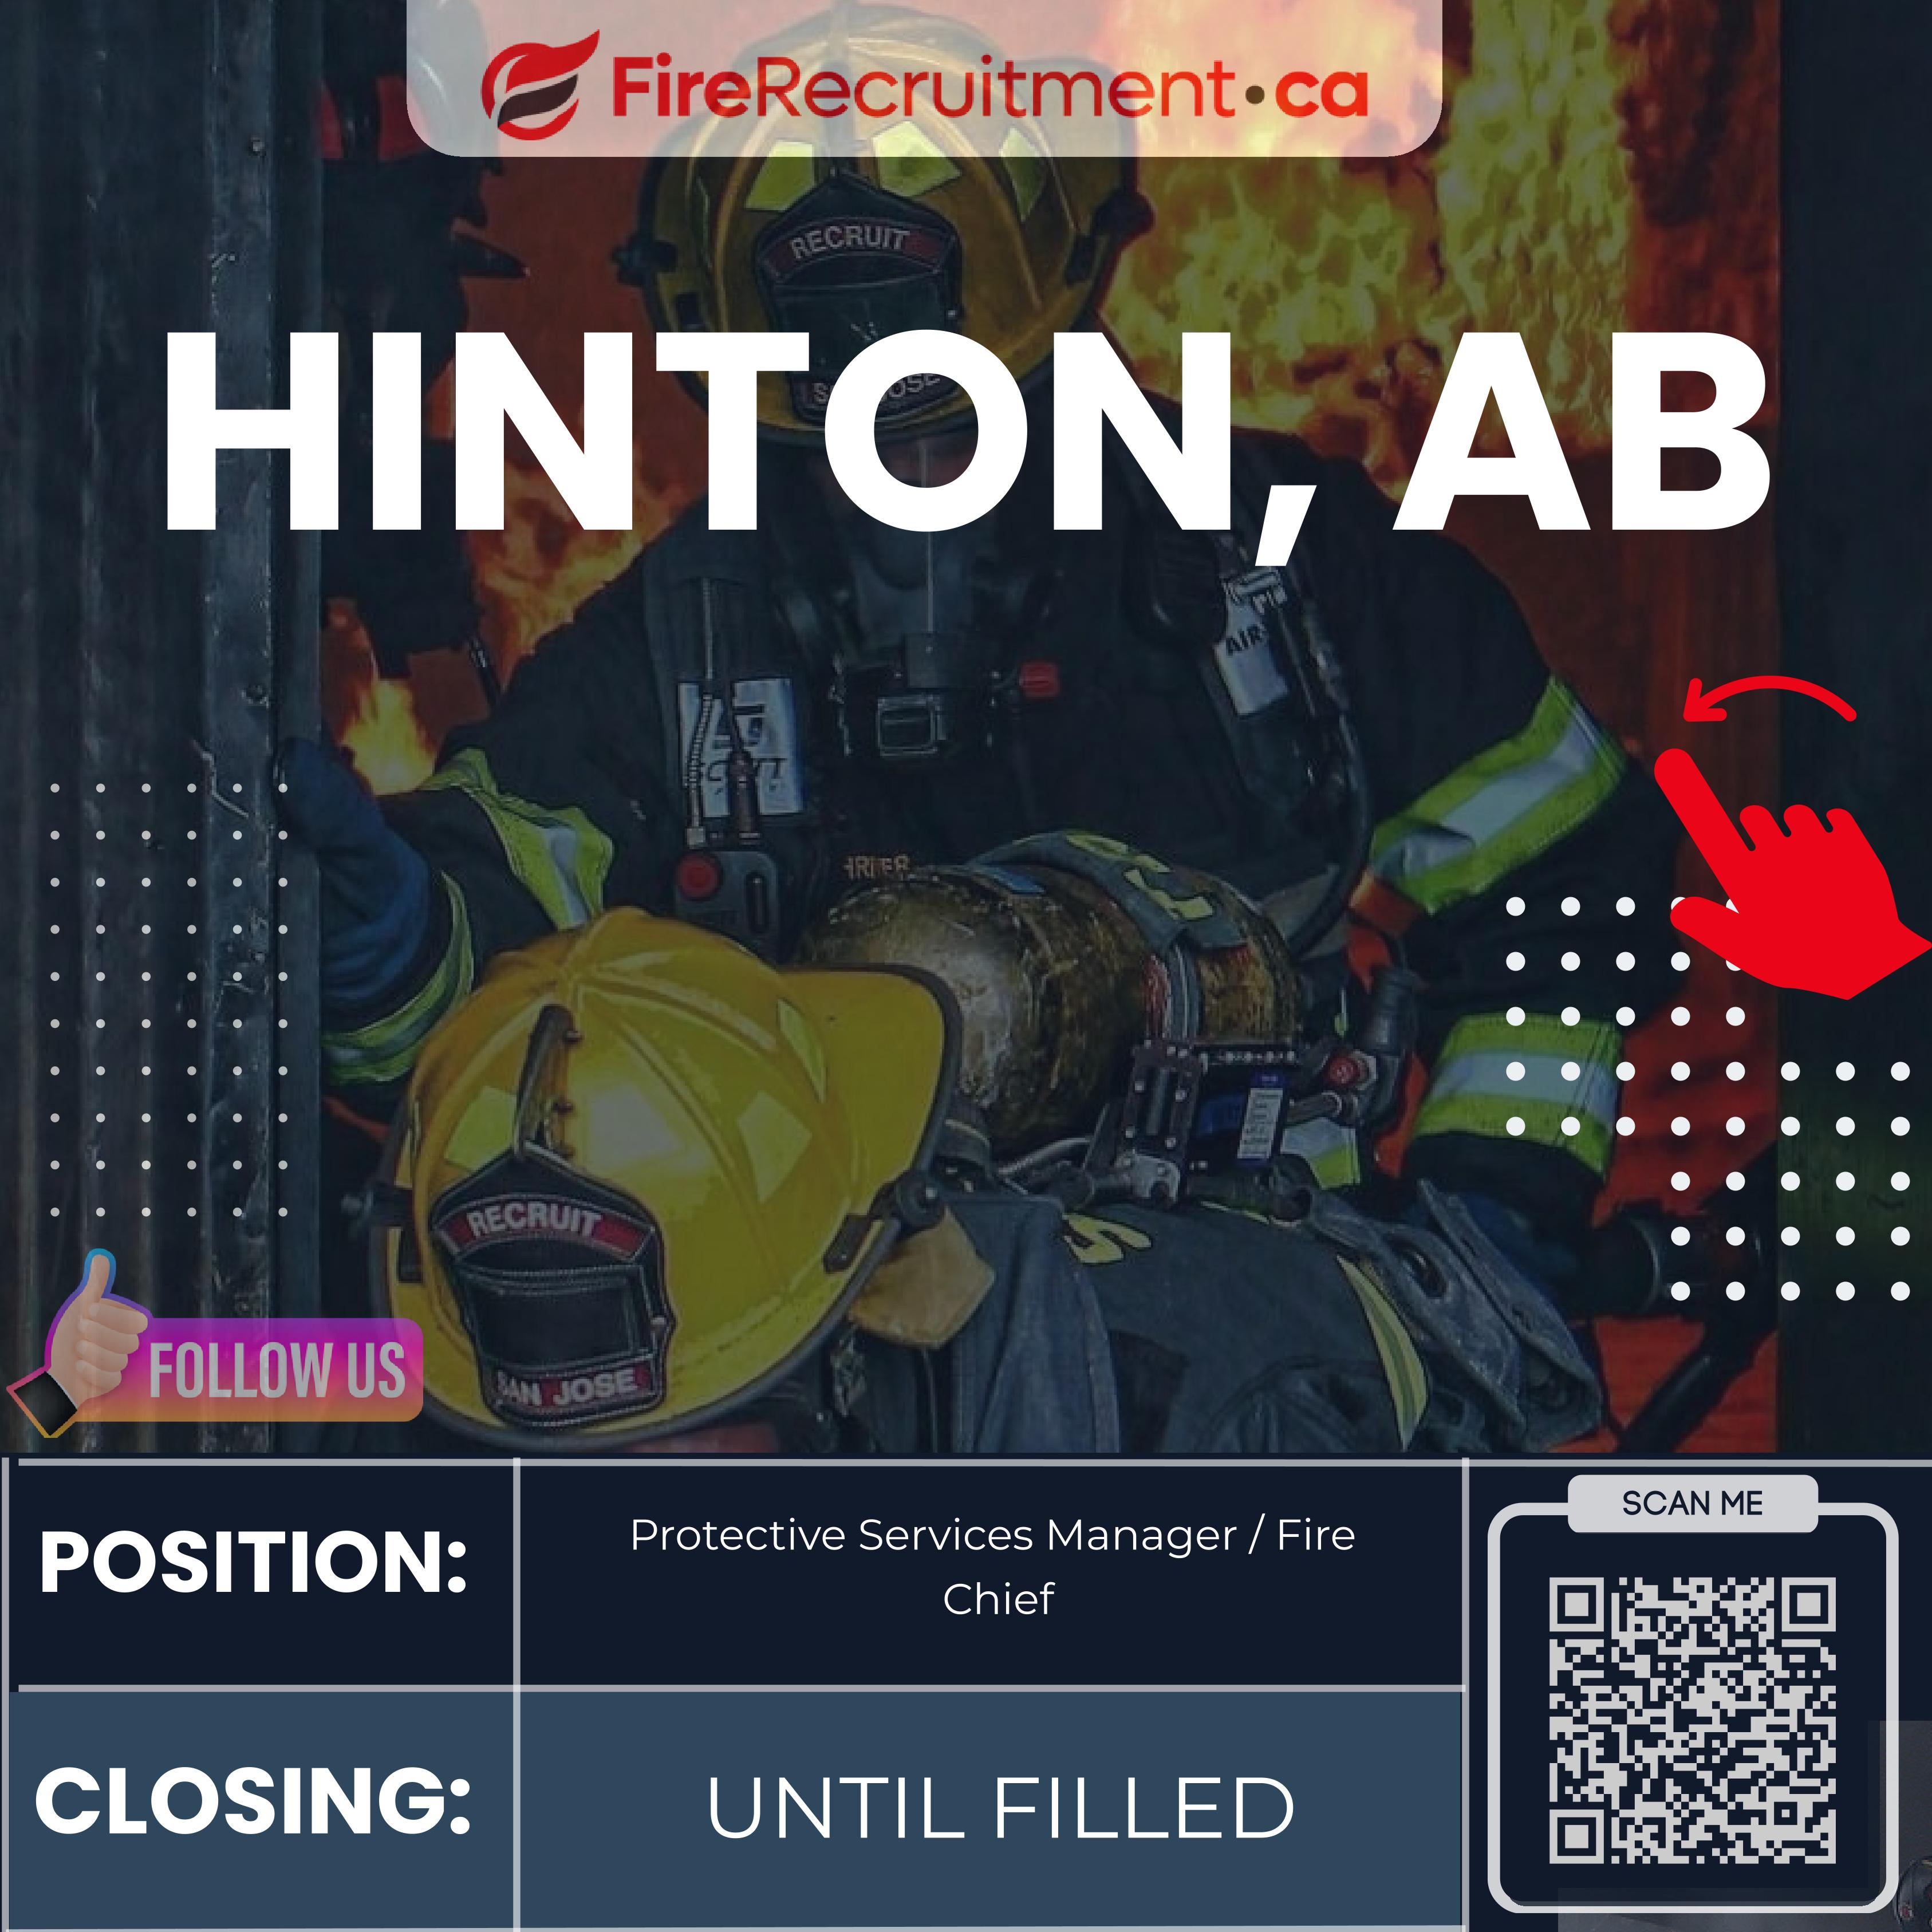 FireRecruitment.ca
RECRUIT
HINTON, AB
AIR
RECRUIT
SAN JOSE
FOLLOW US
POSITION:
Protective Services Manager / Fire
Chief
SCAN ME
CLOSING:
UNTIL FILLED